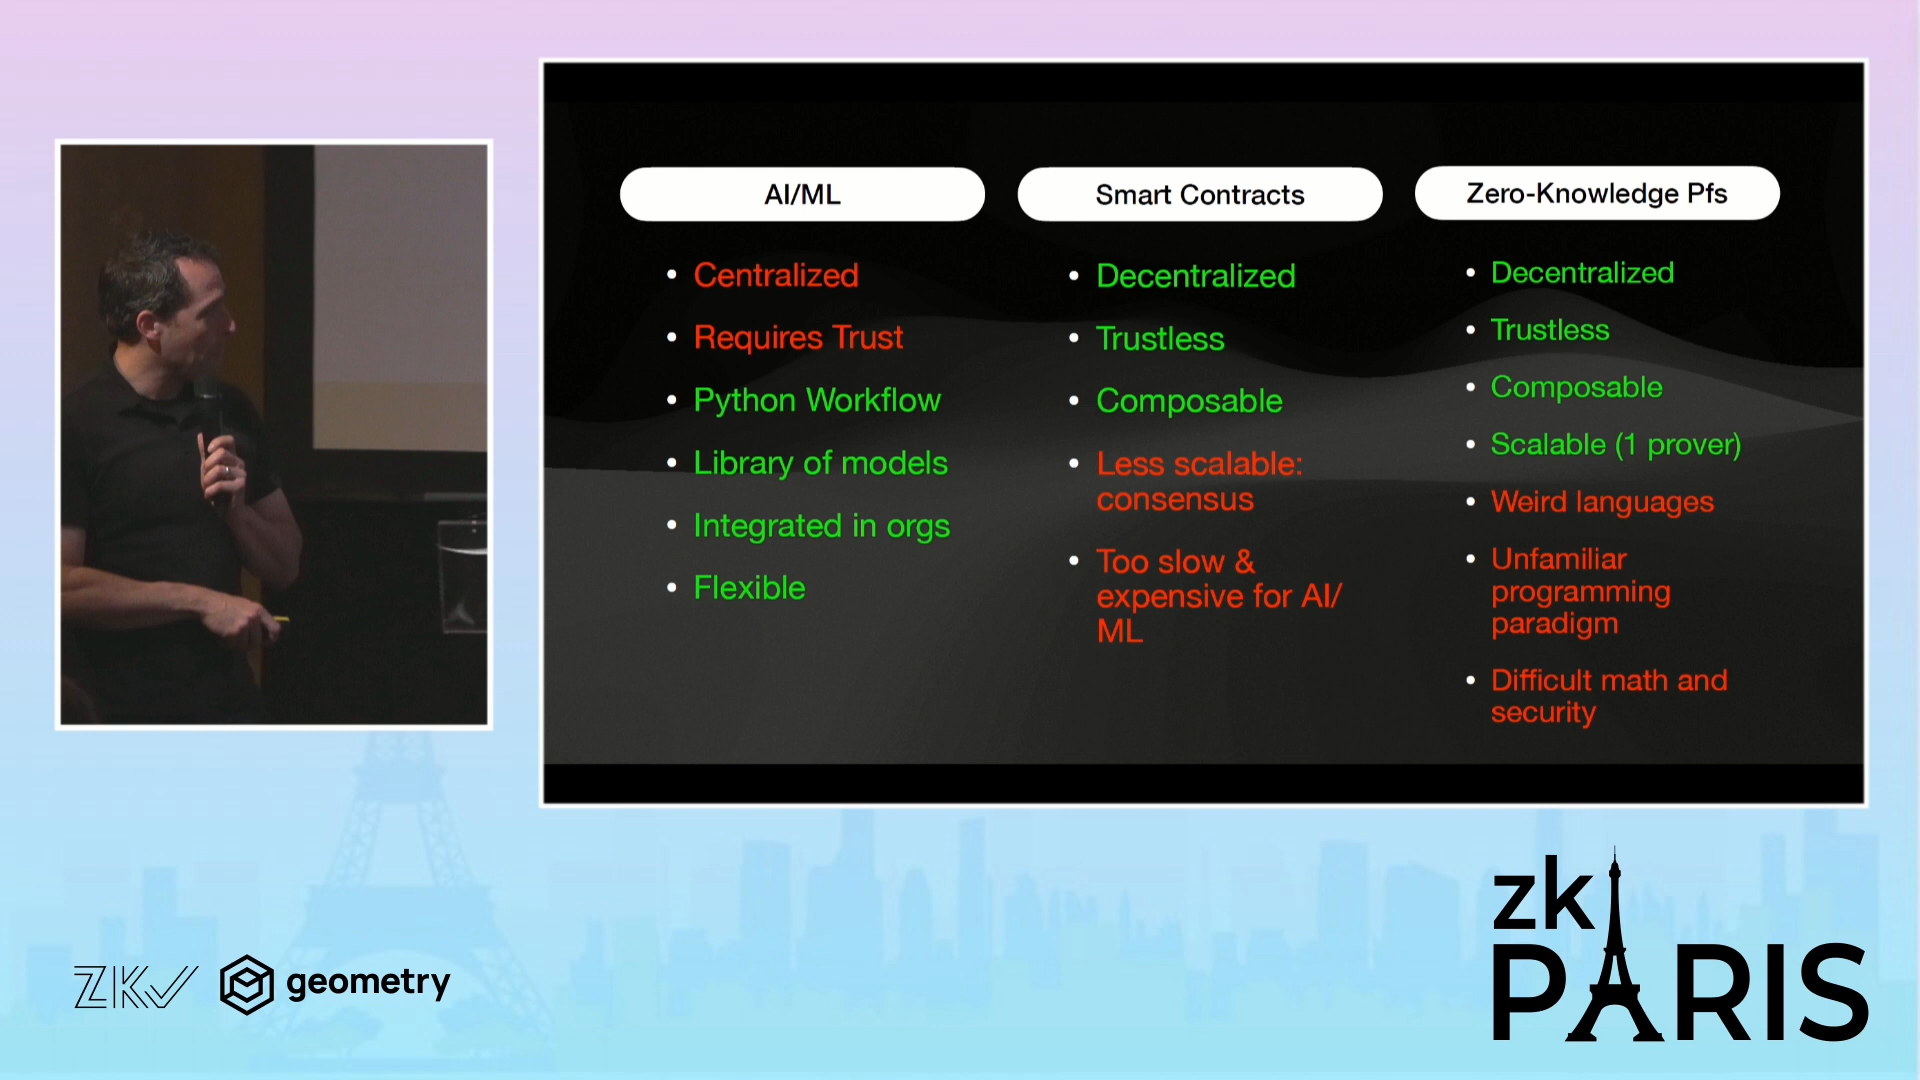 AI/ML
Centralized
Requires Trust
Python Workflow
Library of models
Integrated in orgs
Flexible
Smart Contracts
Decentralized
Trustless
Composable
Less scalable:
consensus
Too slow &
expensive for AI/
ML
Zero-Knowledge Pfs
Decentralized
Trustless
Composable
Scalable (1 prover)
Weird languages
Unfamiliar
programming
paradigm
Difficult math and
security
ZKV
geometry
zk
PARIS